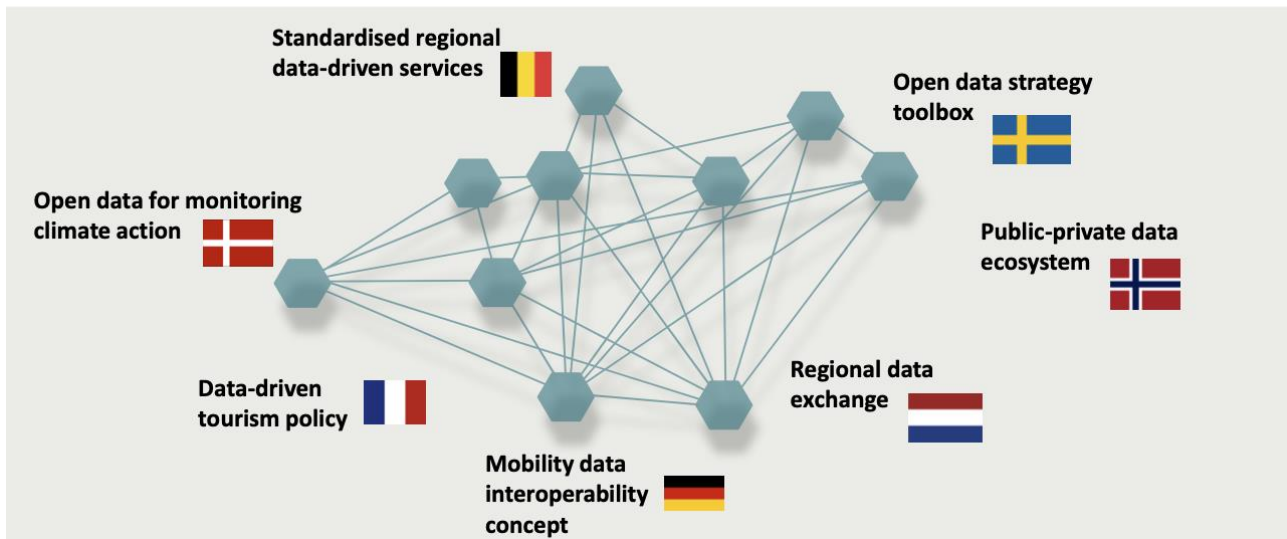 Standardised regional
data-driven services
Open data strategy
toolbox
Open data for monitoring
climate action
Public-private data
ecosystem
Data-driven
tourism policy
Regional data
exchange
Mobility data
interoperability
concept